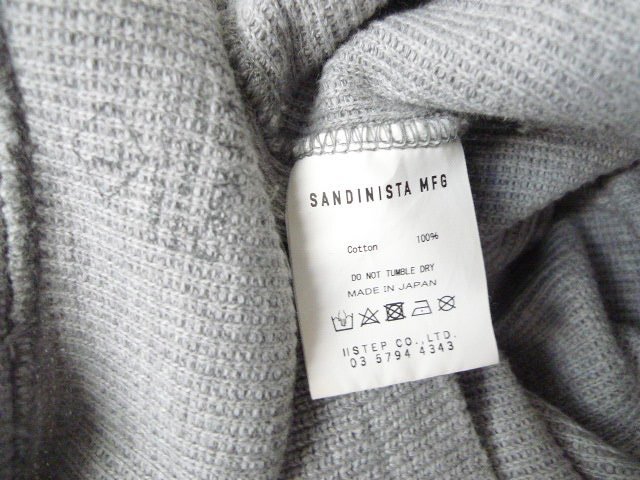 SANDINISTA MFG
Cotton 100%
DO NOT TUMBLE DRY
MADE IN JAPAN
IISTEP CO.,LTD.
03 5794 4343